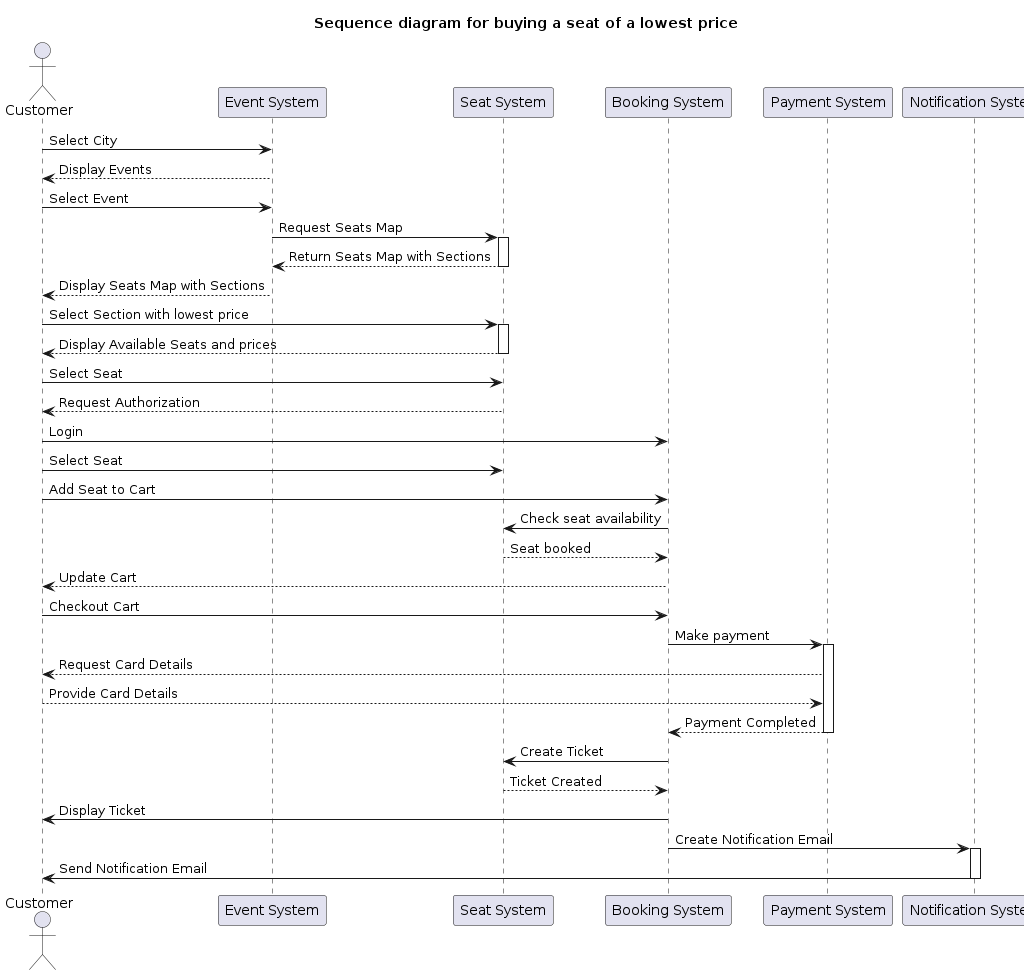 Sequence diagram for buying a seat of a lowest price
Customer
Event System
Seat System
Booking System
Payment System
Notification Syste
Select City
Display Events
Select Event
Request Seats Map
Return Seats Map with Sections
Display Seats Map with Sections
Select Section with lowest price
Display Available Seats and prices
Select Seat
Request Authorization
Login
Select Seat
Add Seat to Cart
Check seat availability
Seat booked
Update Cart
Checkout Cart
Make payment
Request Card Details
Provide Card Details
Payment Completed
Create Ticket
Ticket Created
Display Ticket
Create Notification Email
Send Notification Email
Customer
Event System
Seat System
Booking System
Payment System
Notification Syste